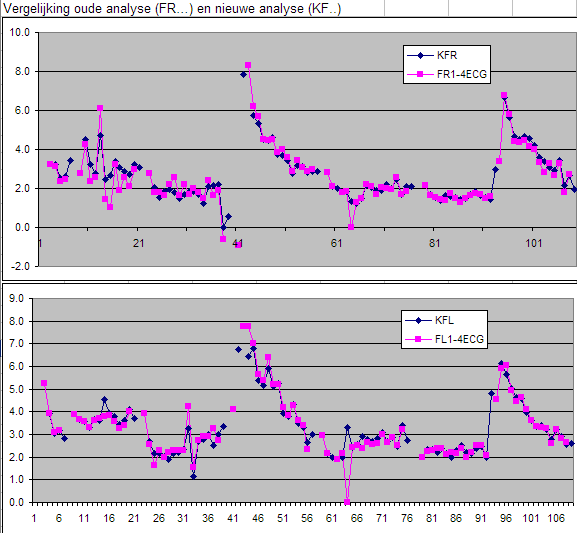 Vergelijking oude analyse (FR...) en nieuwe analyse (KF..)
10.0
KFR
FR1-4ECG
8.0
6.0
4.0
2.0
0.0
1 21 41 61 81 101
-2.0
9.0
KFL
FL1-4ECG
8.0
7.0
6.0
5.0
4.0
3.0
2.0
1.0
0.0
1 6 11 16 21 26 31 36 41 46 51 56 61 66 71 76 81 86 91 96 101 106